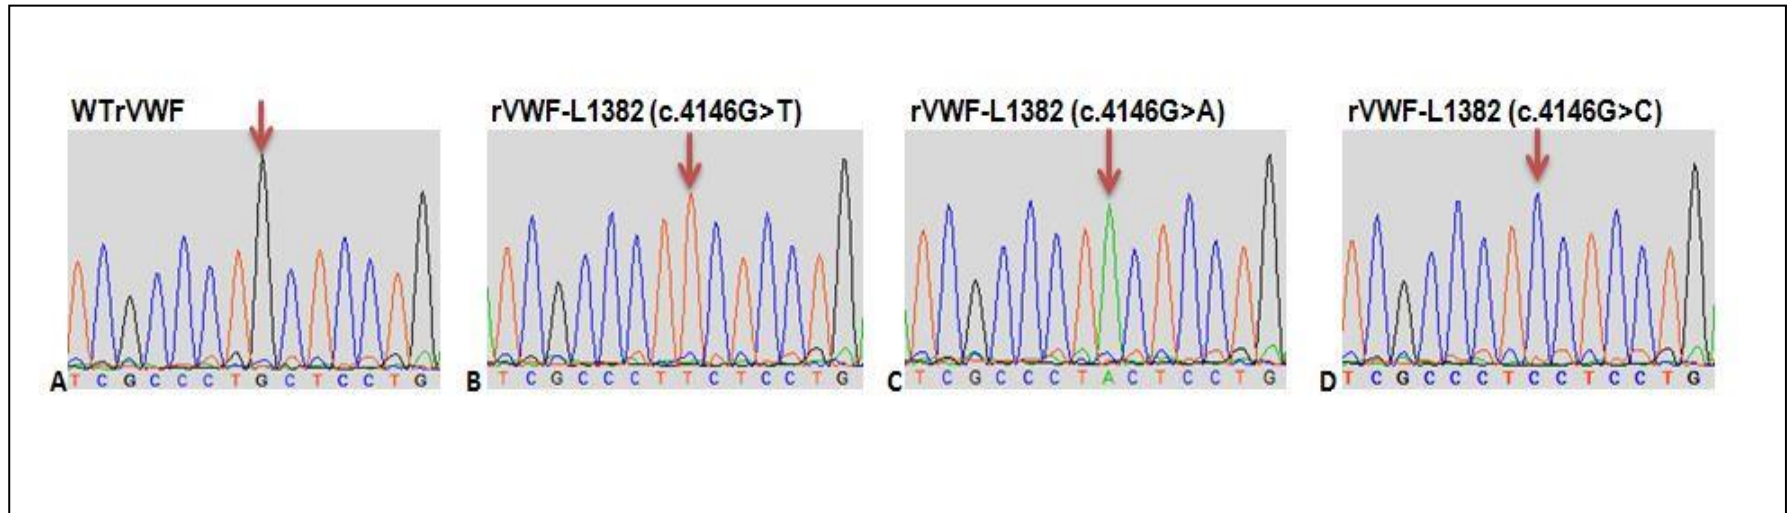 WTrVWF
rVWF-L1382 (c.4146G>T)
rVWF-L1382 (c.4146G>A)
rVWF-L1382 (c.4146G>C)
A T C G C C C T G C T C C T G
B T C G C C C T T C T C C T G
C T C G C C C T A C T C C T G
D T C G C C C T C C T C C T G